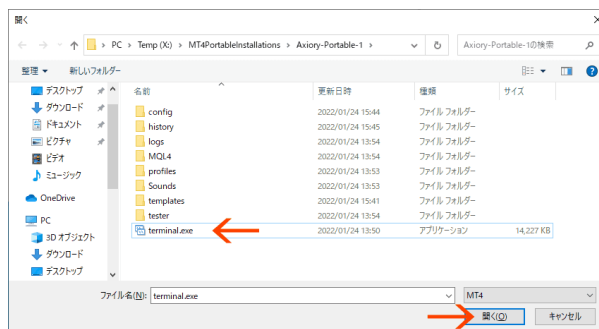 開く
PC › Temp (X:) › MT4PortableInstallations › Axiory-Portable-1 ›
Axiory-Portable-1の検索
整理 新しいフォルダー
名前 更新日時 種類 サイズ
デスクトップ
ダウンロード
ドキュメント
ピクチャ
ビデオ
ミュージック
OneDrive
PC
3D オブジェクト
ダウンロード
デスクトップ
config 2022/01/24 15:44 ファイル フォルダー
history 2022/01/24 15:45 ファイル フォルダー
logs 2022/01/24 13:54 ファイル フォルダー
MQL4 2022/01/24 13:54 ファイル フォルダー
profiles 2022/01/24 13:53 ファイル フォルダー
Sounds 2022/01/24 13:53 ファイル フォルダー
templates 2022/01/24 15:41 ファイル フォルダー
tester 2022/01/24 13:54 ファイル フォルダー
terminal.exe 2022/01/24 13:50 アプリケーション 14,227 KB
ファイル名(N): terminal.exe
MT4
開く(O) キャンセル